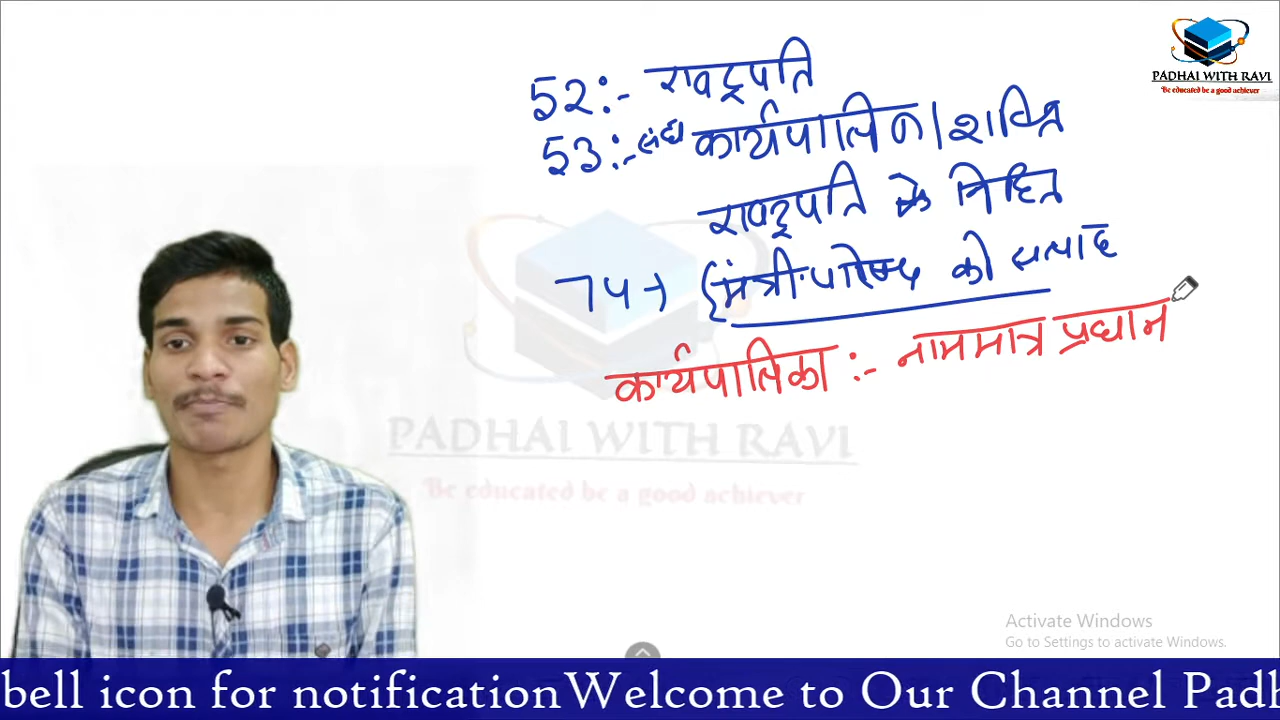 PADHAI WITH RAVI
Be educated be a good achiever
52:- राष्ट्रपति
53:- संघ कार्यपालिका शक्ति
राष्ट्रपति के निहित
74→ (मंत्री-परिषद की सलाह
कार्यपालिका :- नाममात्र प्रधान
PADHAI WITH RAVI
Be educated be a good achiever
Activate Windows
Go to Settings to activate Windows.
bell icon for notificationWelcome to Our Channel Padh